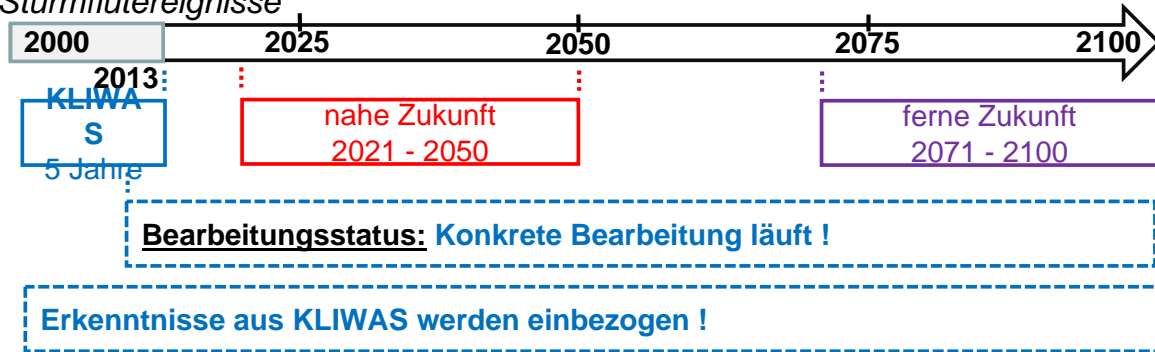 Sturmflutereignisse
2000 2025 2050 2075 2100
2013
KLIWA
S
5 Jahre
nahe Zukunft
2021 - 2050
ferne Zukunft
2071 - 2100
Bearbeitungsstatus: Konkrete Bearbeitung läuft !
Erkenntnisse aus KLIWAS werden einbezogen !